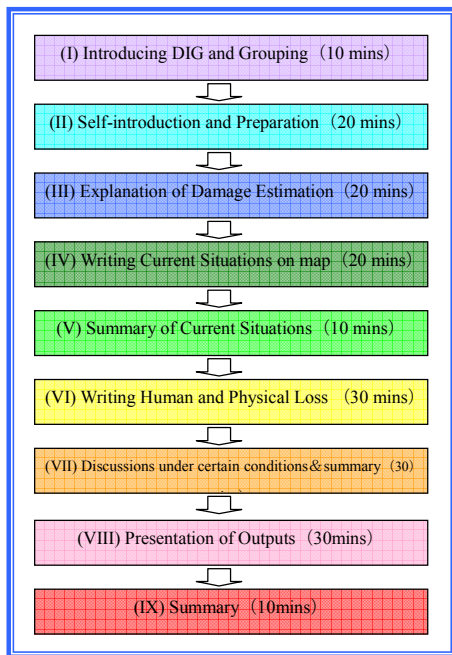 (I) Introducing DIG and Grouping（10 mins）
(II) Self-introduction and Preparation（20 mins）
(III) Explanation of Damage Estimation（20 mins）
(IV) Writing Current Situations on map（20 mins）
(V) Summary of Current Situations（10 mins）
(VI) Writing Human and Physical Loss （30 mins）
(VII) Discussions under certain conditions＆summary（30）
(VIII) Presentation of Outputs（30mins）
(IX) Summary（10mins）